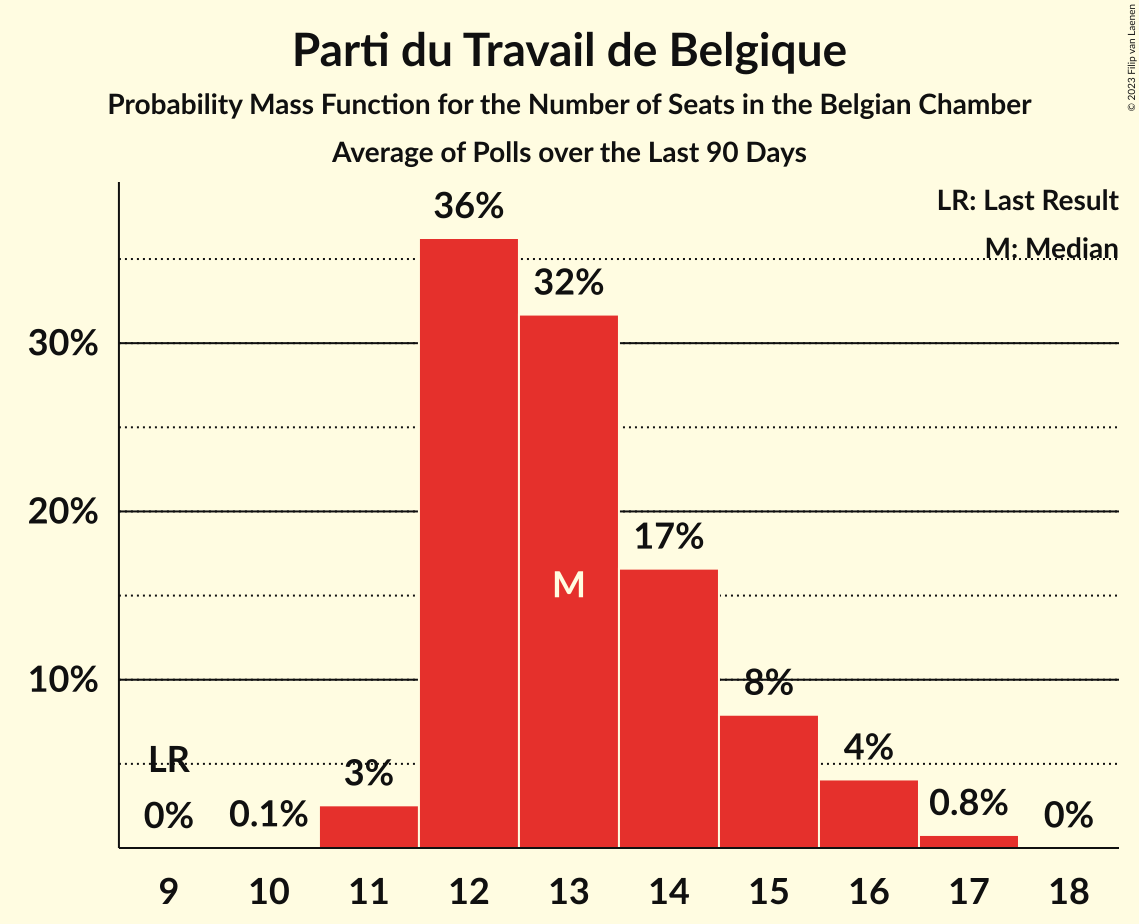 Parti du Travail de Belgique
Probability Mass Function for the Number of Seats in the Belgian Chamber
Average of Polls over the Last 90 Days
© 2023 Filip van Laenen
LR: Last Result
M: Median
36%
32%
30%
20%
17%
M
10%
8%
LR
4%
3%
0%
0.1%
0.8%
0%
9 10 11 12 13 14 15 16 17 18